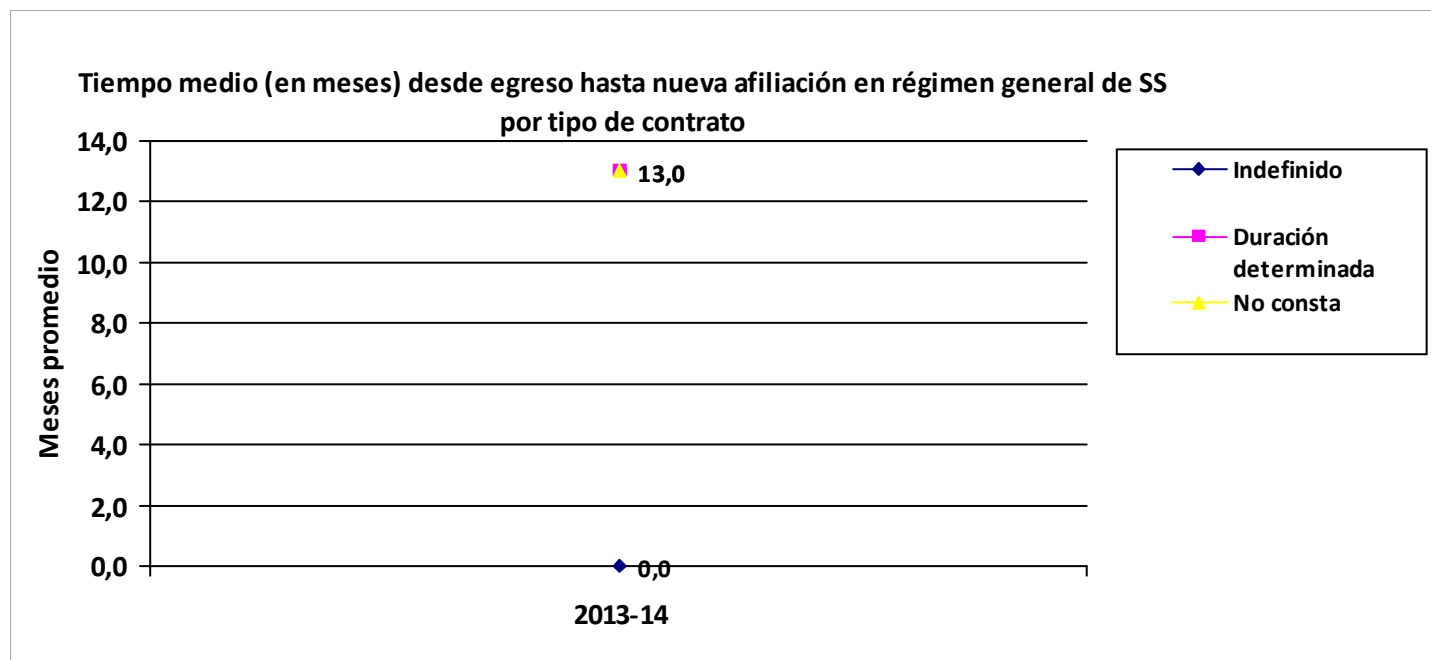 Tiempo medio (en meses) desde egreso hasta nueva afiliación en régimen general de SS
por tipo de contrato
14,0
12,0
10,0
8,0
6,0
4,0
2,0
0,0
Meses promedio
13,0
0,0
2013-14
Indefinido
Duración
determinada
No consta